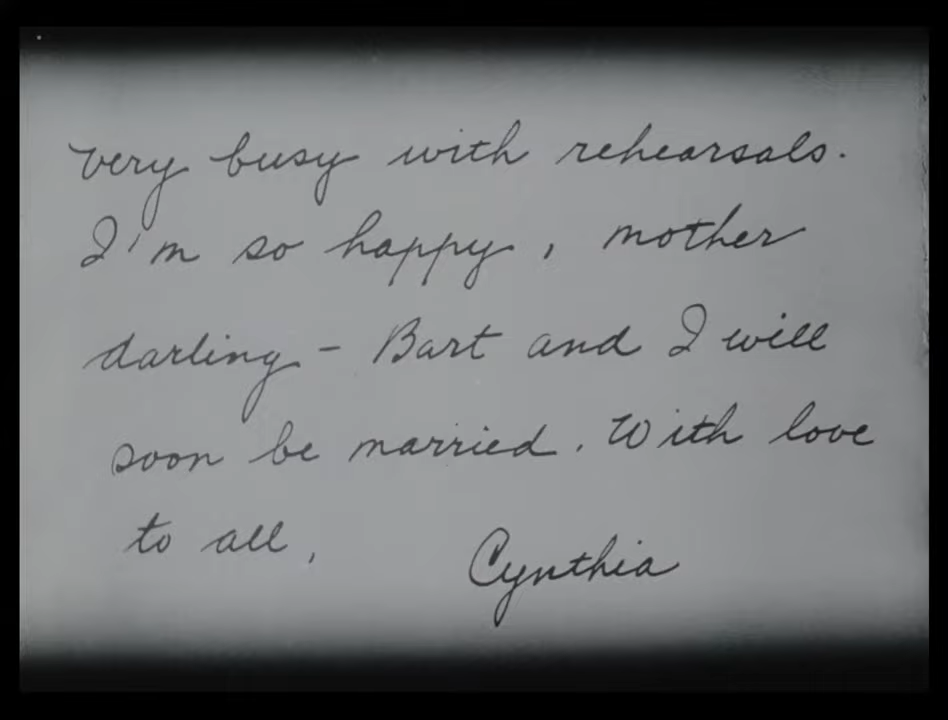 very busy with rehearsals.
I'm so happy, mother
darling - Bart and I will
soon be married. With love
to all,
Cynthia